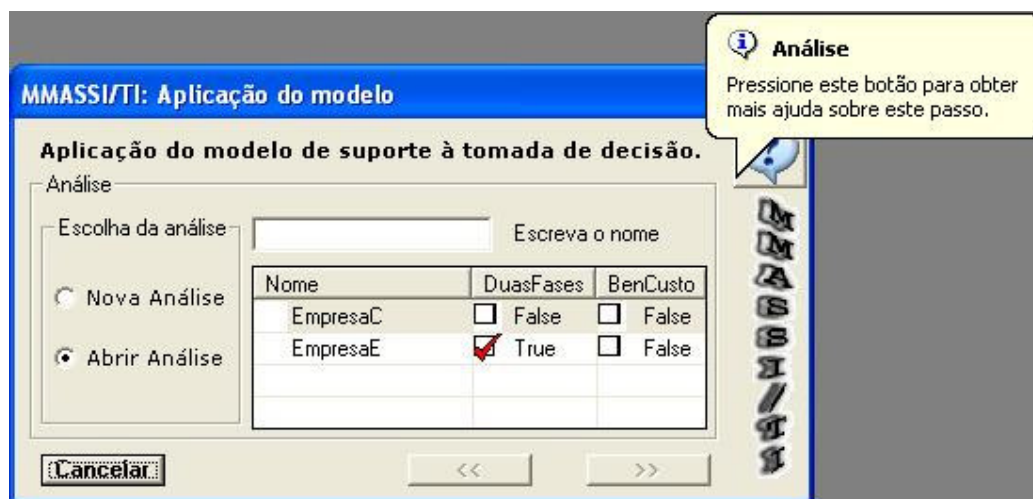 Análise
Pressione este botão para obter
mais ajuda sobre este passo.
MMASSI/TI: Aplicação do modelo
Aplicação do modelo de suporte à tomada de decisão.
Análise
Escolha da análise
Escreva o nome
Nova Análise
Abrir Análise
Nome DuasFases BenCusto
EmpresaC False False
EmpresaE True False
Cancelar
<<
>>
MMASSI/TI